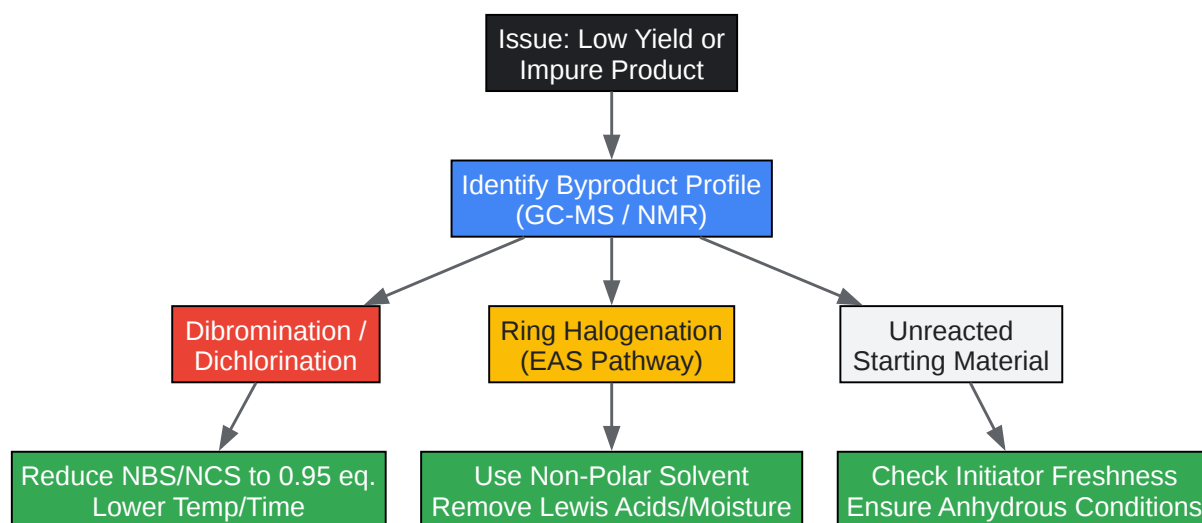 Issue: Low Yield or
Impure Product
Identify Byproduct Profile
(GC-MS / NMR)
Dibromination /
Dichlorination
Ring Halogenation
(EAS Pathway)
Unreacted
Starting Material
Reduce NBS/NCS to 0.95 eq.
Lower Temp/Time
Use Non-Polar Solvent
Remove Lewis Acids/Moisture
Check Initiator Freshness
Ensure Anhydrous Conditions